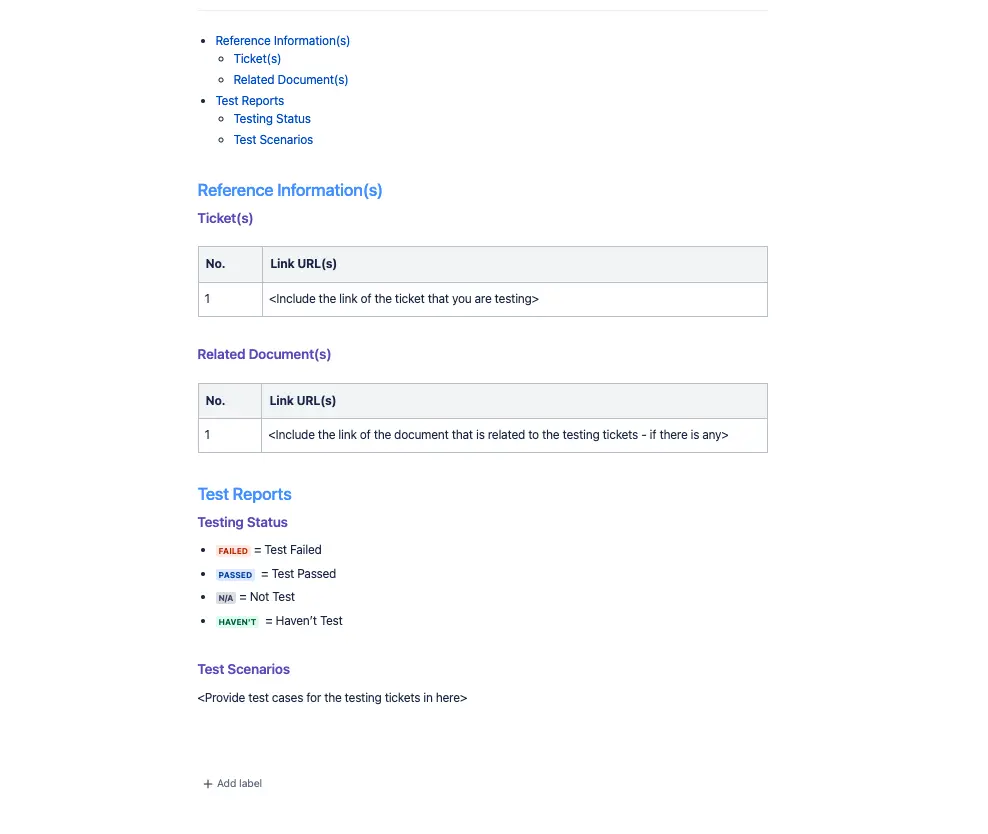 Reference Information(s)
Ticket(s)
Related Document(s)
Test Reports
Testing Status
Test Scenarios
Reference Information(s)
Ticket(s)
No. Link URL(s)
1 <Include the link of the ticket that you are testing>
Related Document(s)
No. Link URL(s)
1 <Include the link of the document that is related to the testing tickets - if there is any>
Test Reports
Testing Status
FAILED = Test Failed
PASSED = Test Passed
N/A = Not Test
HAVEN'T = Haven't Test
Test Scenarios
<Provide test cases for the testing tickets in here>
Add label